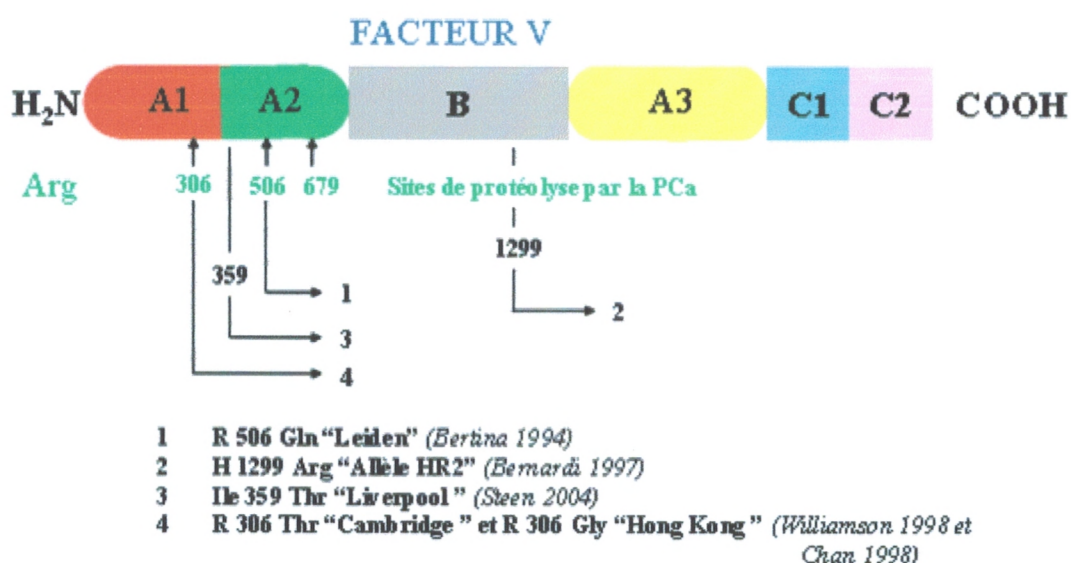 FACTEUR V
H₂N A1 A2 B A3 C1 C2 COOH
Arg 306 506 679 Sites de protéolyse par la PCa
1299
359
1
2
3
4
1 R 506 Gln “Leiden” (Bertina 1994)
2 H 1299 Arg “Allèle HR2” (Bernardi 1997)
3 Ile 359 Thr “Liverpool” (Steen 2004)
4 R 306 Thr “Cambridge” et R 306 Gly “Hong Kong” (Williamson 1998 et
Chan 1998)